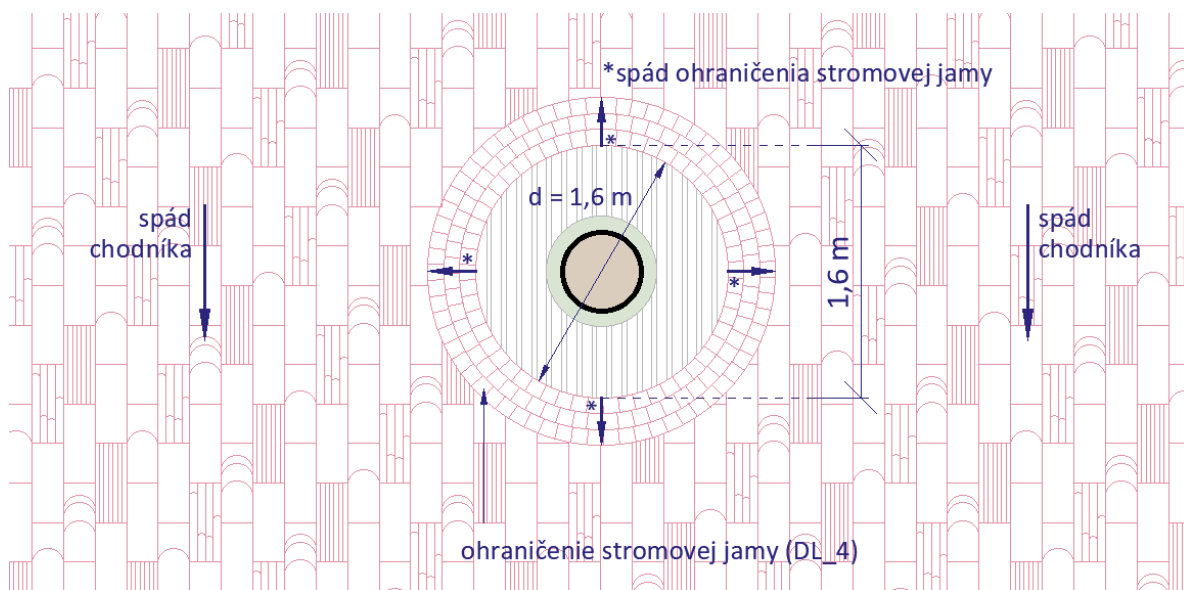 *spád ohraničenia stromovej jamy
*
d = 1,6 m
spád
chodníka
spád
chodníka
*
*
1,6 m
*
ohraničenie stromovej jamy (DL_4)